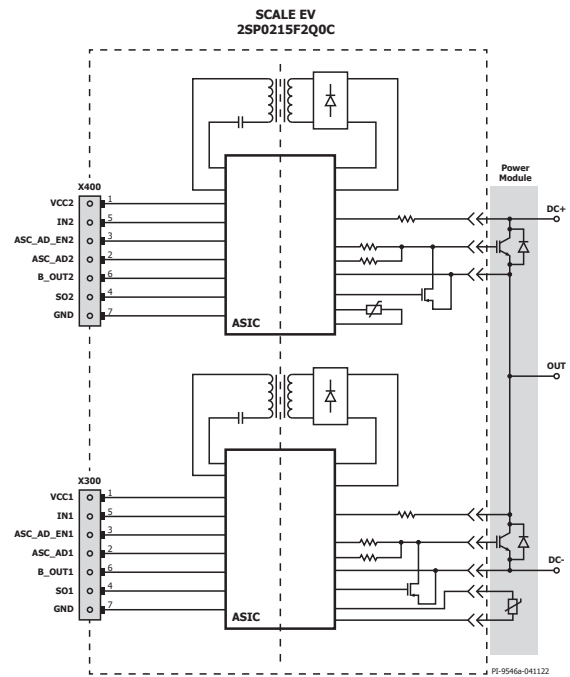 SCALE EV
2SP0215F2Q0C
X400
Power
Module
VCC2 1
IN2 5
ASC_AD_EN2 3
ASC_AD2 2
B_OUT2 6
SO2 4
GND 7
ASIC
DC+
OUT
X300
VCC1 1
IN1 5
ASC_AD_EN1 3
ASC_AD1 2
B_OUT1 6
SO1 4
GND 7
ASIC
DC-
PI-9546a-041122